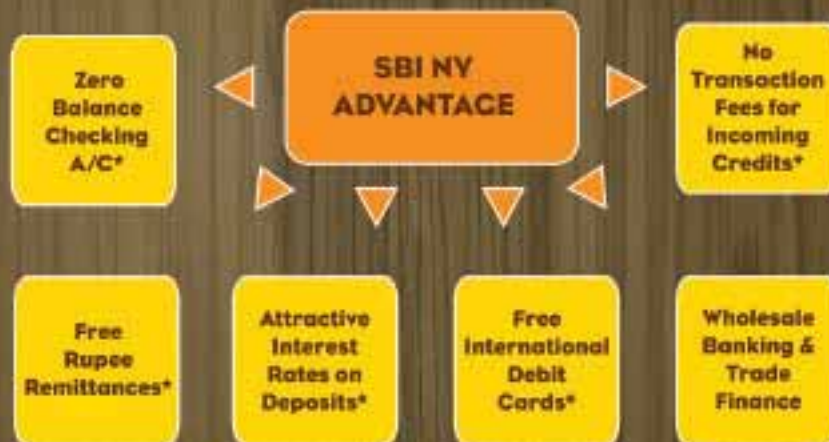 SBI NY
ADVANTAGE
Zero
Balance
Checking
A/C*
No
Transaction
Fees for
Incoming
Credits*
Free
Rupee
Remittances*
Attractive
Interest
Rates on
Deposits*
Free
International
Debit
Cards*
Wholesale
Banking &
Trade
Finance